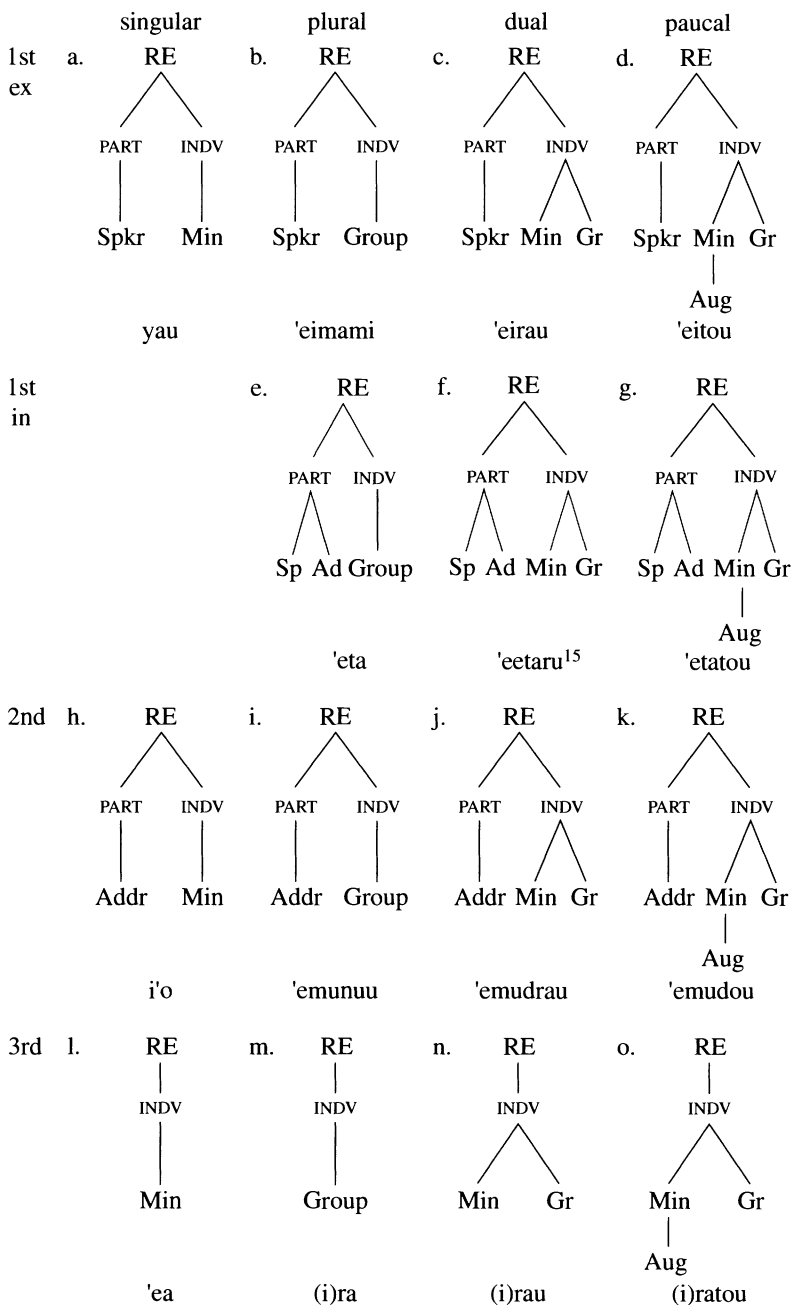 singular plural dual paucal
1st a. RE b. RE c. RE d. RE
ex
PART INDV PART INDV PART INDV PART INDV
Spkr Min Spkr Group Spkr Min Gr Spkr Min Gr
Aug
yau 'eimami 'eirau 'eitou
1st e. RE f. RE g. RE
in
PART INDV PART INDV PART INDV
Sp Ad Group Sp Ad Min Gr Sp Ad Min Gr
Aug
'eta 'eetaru15 'etatou
2nd h. RE i. RE j. RE k. RE
PART INDV PART INDV PART INDV PART INDV
Addr Min Addr Group Addr Min Gr Addr Min Gr
Aug
i'o 'emunuu 'emudrau 'emudou
3rd l. RE m. RE n. RE o. RE
INDV INDV INDV INDV
Min Group Min Gr Min Gr
Aug
'ea (i)ra (i)rau (i)ratou